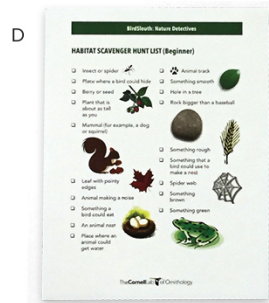 D
BirdSleuth: Nature Detectives
HABITAT SCAVENGER HUNT LIST (Beginner)
Insect or spider
Place where a bird could hide
Berry or seed
Plant that is about as tall as you
Mammal (for example, a dog or squirrel)
Leaf with pointy edges
Animal making a noise
Something a bird could eat
An animal nest
Place where an animal could get water
Animal track
Something smooth
Hole in a tree
Rock bigger than a baseball
Something rough
Something that a bird could use to make a nest
Spider web
Something brown
Something green
TheCornellLab of Ornithology